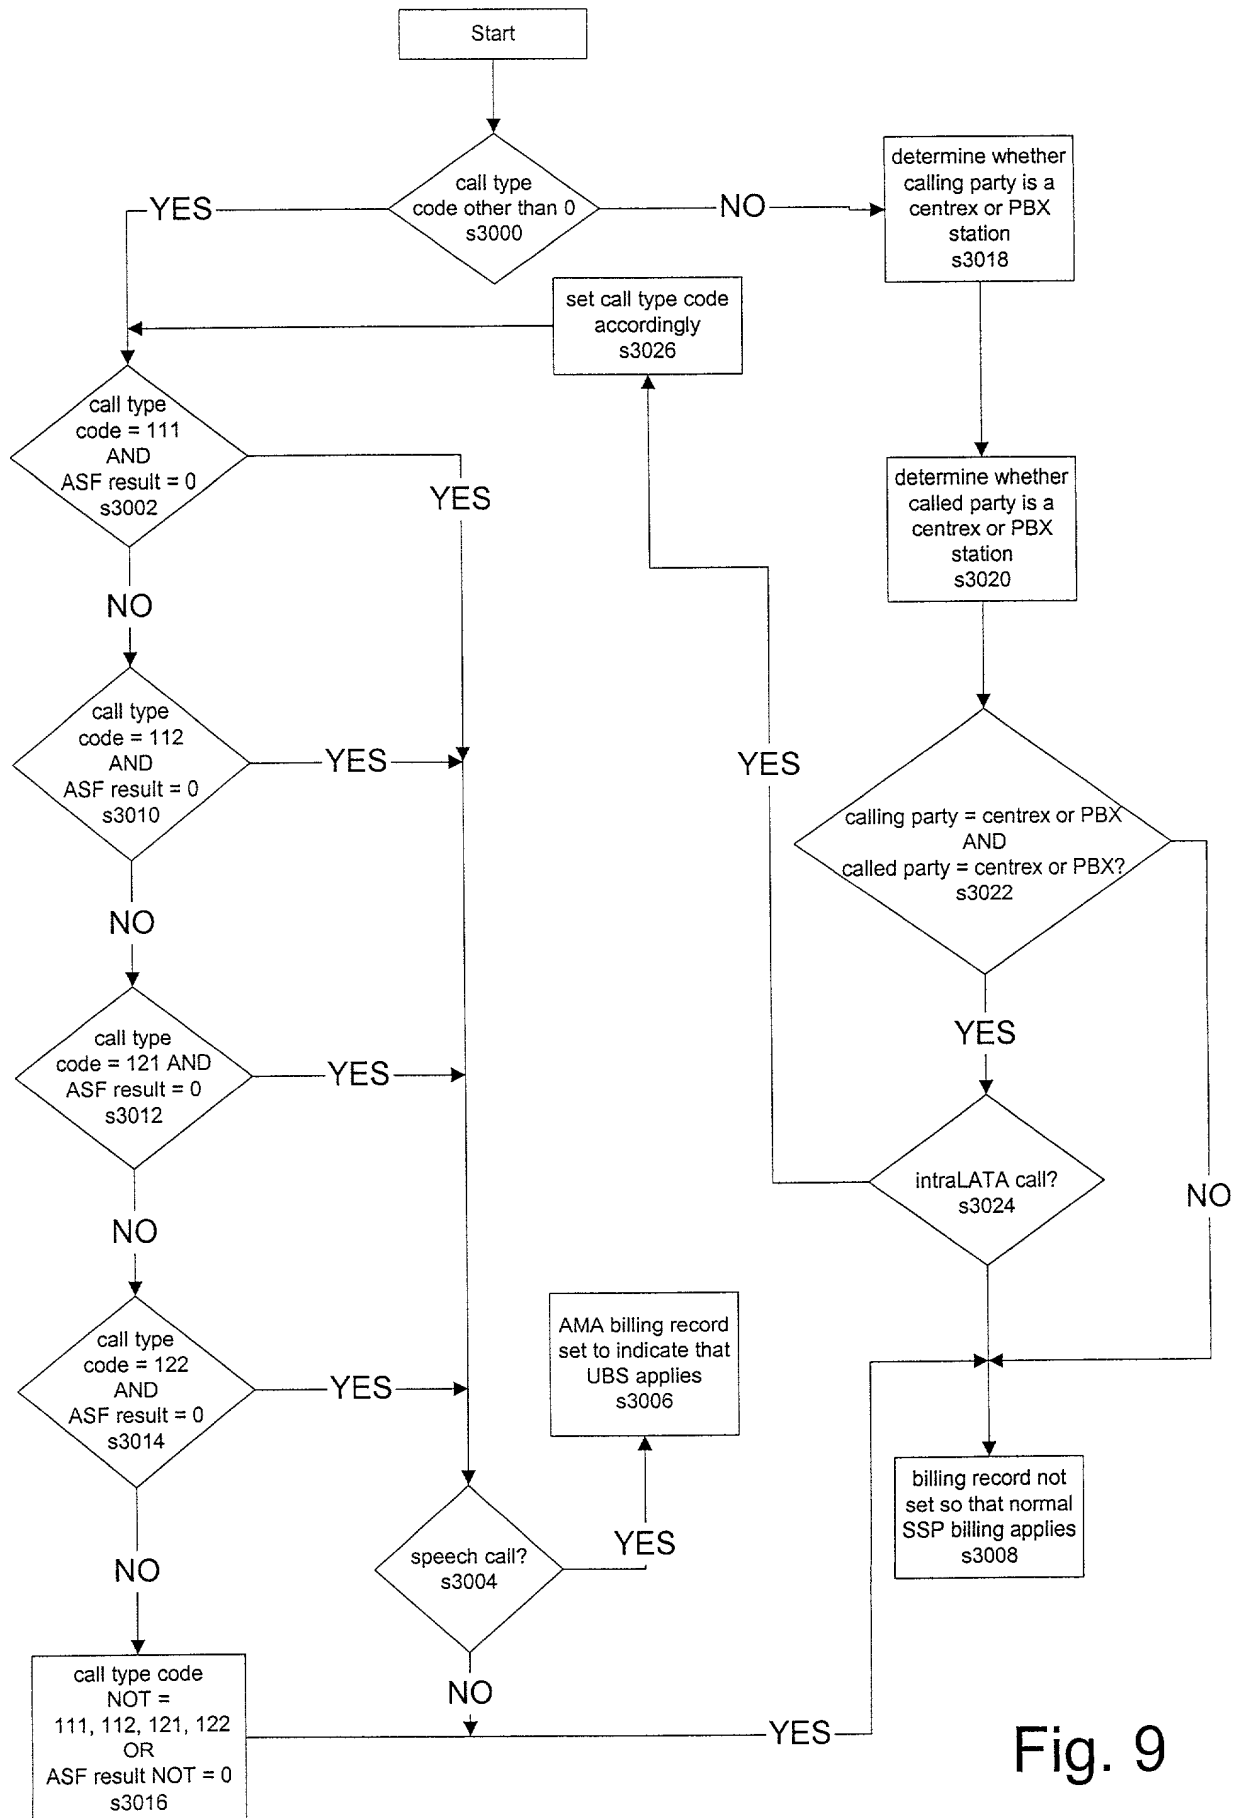 Start
call type
code other than 0
s3000
YES
NO
determine whether
calling party is a
centrex or PBX
station
s3018
set call type code
accordingly
s3026
call type
code = 111
AND
ASF result = 0
s3002
YES
NO
determine whether
called party is a
centrex or PBX
station
s3020
call type
code = 112
AND
ASF result = 0
s3010
YES
NO
YES
calling party = centrex or PBX
AND
called party = centrex or PBX?
s3022
YES
NO
call type
code = 121 AND
ASF result = 0
s3012
YES
NO
intraLATA call?
s3024
call type
code = 122
AND
ASF result = 0
s3014
YES
NO
AMA billing record
set to indicate that
UBS applies
s3006
billing record not
set so that normal
SSP billing applies
s3008
speech call?
s3004
YES
NO
call type code
NOT =
111, 112, 121, 122
OR
ASF result NOT = 0
s3016
YES
Fig. 9